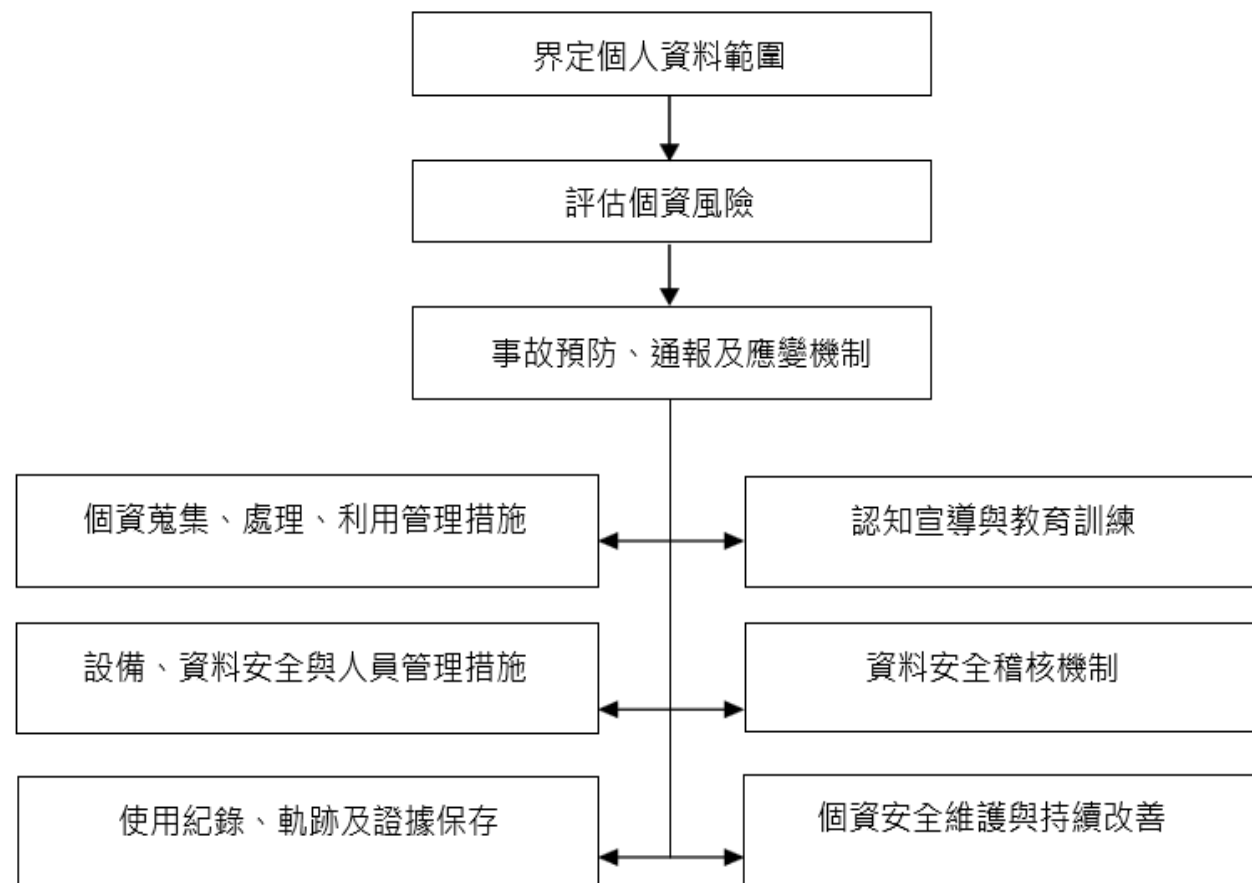 界定個人資料範圍
評估個資風險
事故預防、通報及應變機制
個資蒐集、處理、利用管理措施
認知宣導與教育訓練
設備、資料安全與人員管理措施
資料安全稽核機制
使用紀錄、軌跡及證據保存
個資安全維護與持續改善